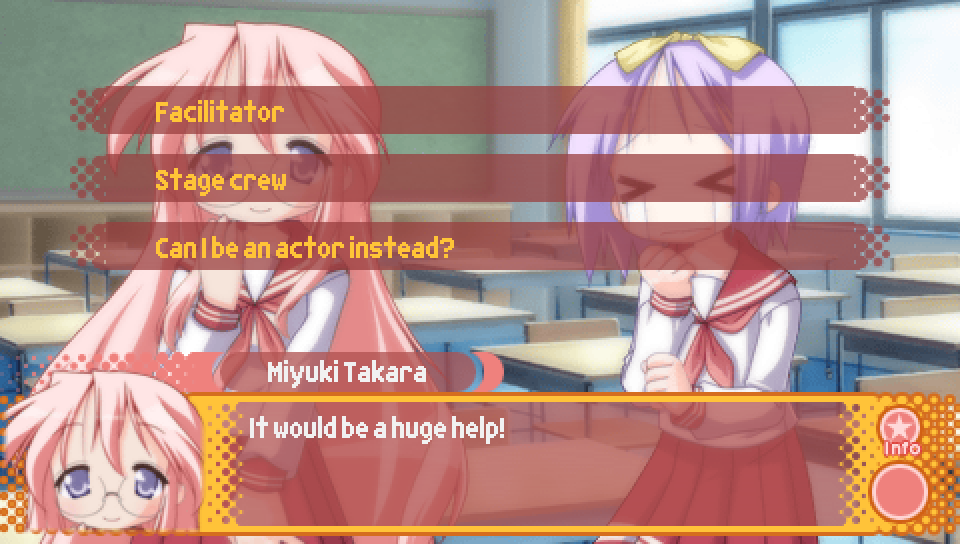 Facilitator
Stage crew
Can I be an actor instead?
Miyuki Takara
It would be a huge help!
Info